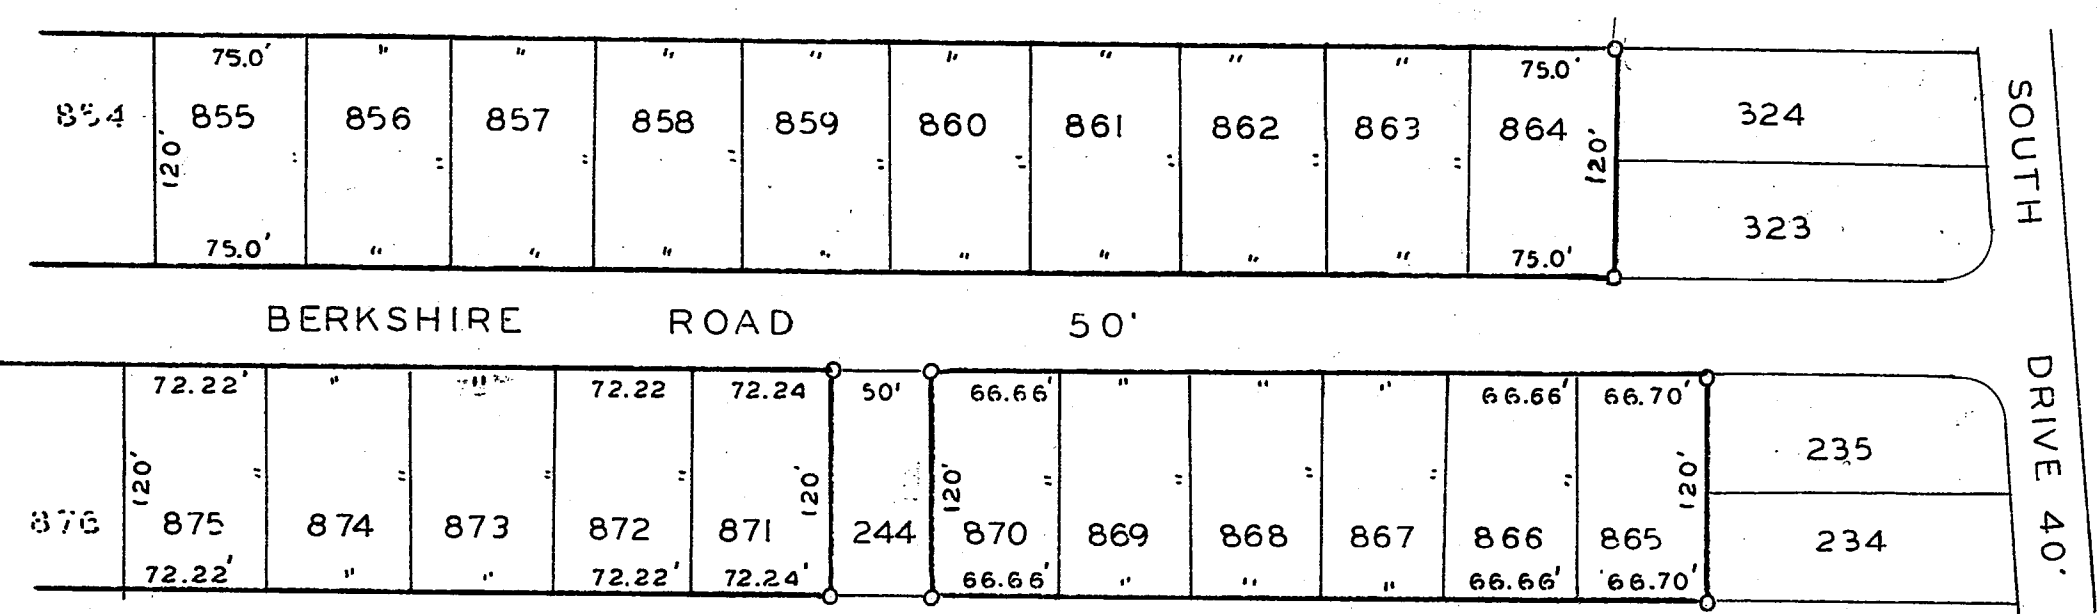 75.0' " " " " " " " " 75.0'
854 855 856 857 858 859 860 861 862 863 864 324
120' " " " " " " " " " 120'
323
75.0' " " " " " " " " 75.0'
SOUTH DRIVE 40'
BERKSHIRE ROAD 50'
72.22' " " 72.22 72.24 50' 66.66' " " " 66.66' 66.70'
235
120' " " " " 120' 120' " " " " 120'
876 875 874 873 872 871 244 870 869 868 867 866 865 234
72.22' " " 72.22' 72.24' 66.66' " " " 66.66' 66.70'